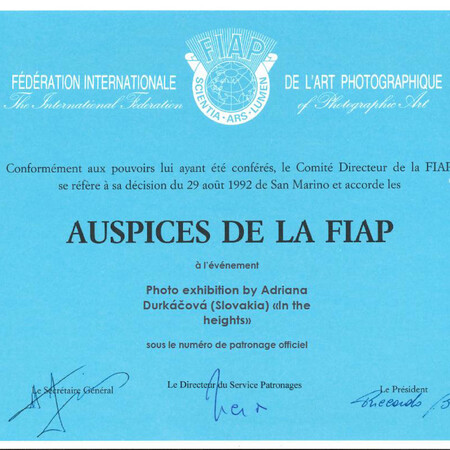 FIAP
SCIENTIA - ARS - LUMEN
FÉDÉRATION INTERNATIONALE DE L'ART PHOTOGRAPHIQUE
The International Federation of Photographic Art
Conformément aux pouvoirs lui ayant été conférés, le Comité Directeur de la FIAP
se réfère à sa décision du 29 août 1992 de San Marino et accorde les
AUSPICES DE LA FIAP
à l'événement
Photo exhibition by Adriana
Durkáčová (Slovakia) «In the
heights»
sous le numéro de patronage officiel
Le Secrétaire Général Le Directeur du Service Patronages Le Président
Riccardo